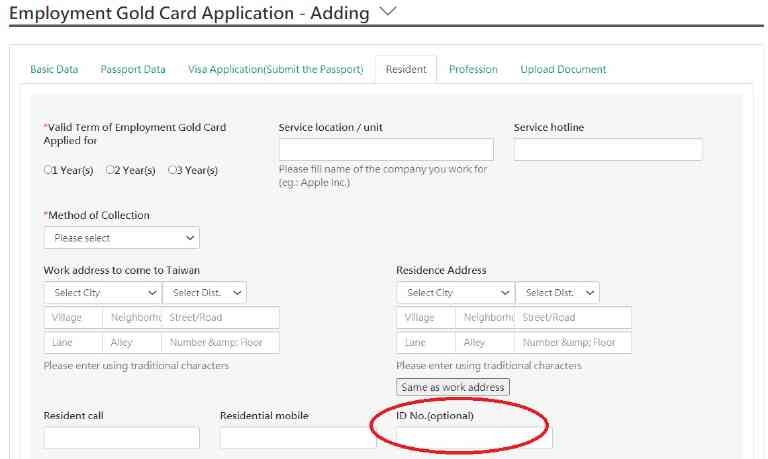 Employment Gold Card Application - Adding
Basic Data Passport Data Visa Application(Submit the Passport) Resident Profession Upload Document
*Valid Term of Employment Gold Card Applied for
1 Year(s) 2 Year(s) 3 Year(s)
Service location / unit
Please fill name of the company you work for
(eg.: Apple Inc.)
Service hotline
*Method of Collection
Please select
Work address to come to Taiwan
Select City Select Dist.
Village Neighborho Street/Road
Lane Alley Number &amp; Floor
Please enter using traditional characters
Residence Address
Select City Select Dist.
Village Neighborho Street/Road
Lane Alley Number &amp; Floor
Please enter using traditional characters
Same as work address
Resident call Residential mobile ID No.(optional)